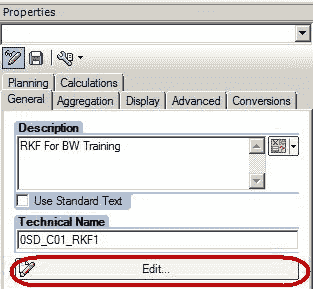 Properties
Planning Calculations
General Aggregation Display Advanced Conversions
Description
RKF For BW Training
Use Standard Text
Technical Name
0SD_C01_RKF1
Edit...